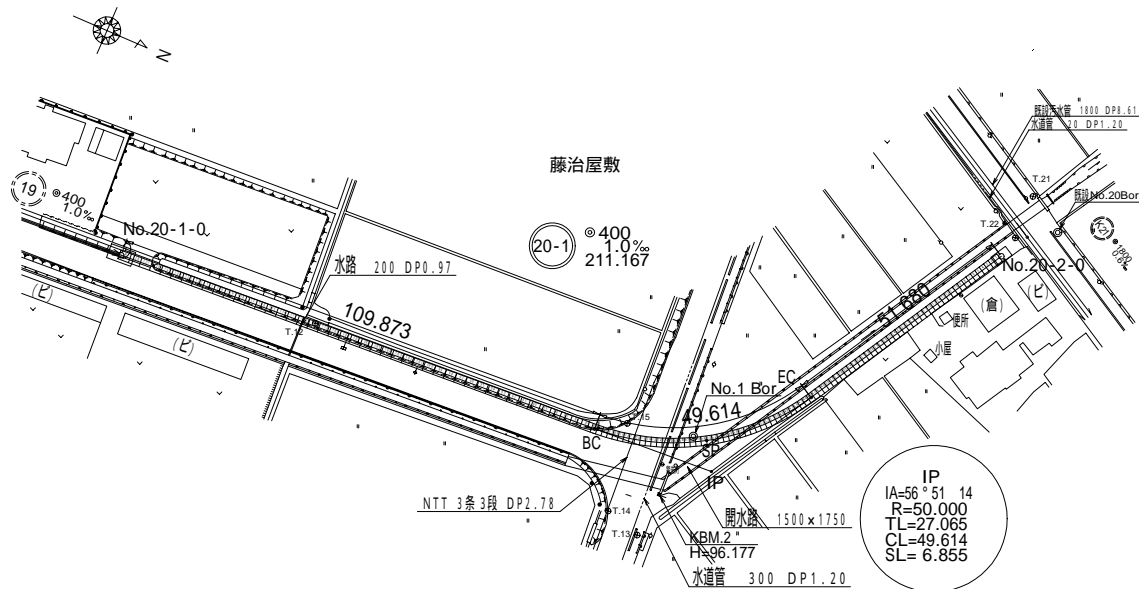 N
藤治屋敷
19
◎400
1.0‰
No.20-1-0
20-1
◎400
1.0‰
211.167
水路 200 DP0.97
109.873
T.12
(ビ)
(ビ)
既設汚水管 1800 DP8.61
水道管 20 DP1.20
T.21
T.22
既設No.20Bor
K21
1800
0.6‰
No.20-2-0
(ビ)
(倉)
便所
小屋
51.680
EC
No.1 Bor
49.614
SP
BC
IP
NTT 3条3段 DP2.78
T.14
T.13
開水路 1500×1750
KBM.2
H=96.177
水道管 300 DP1.20
IP
IA=56°51 14
R=50.000
TL=27.065
CL=49.614
SL= 6.855